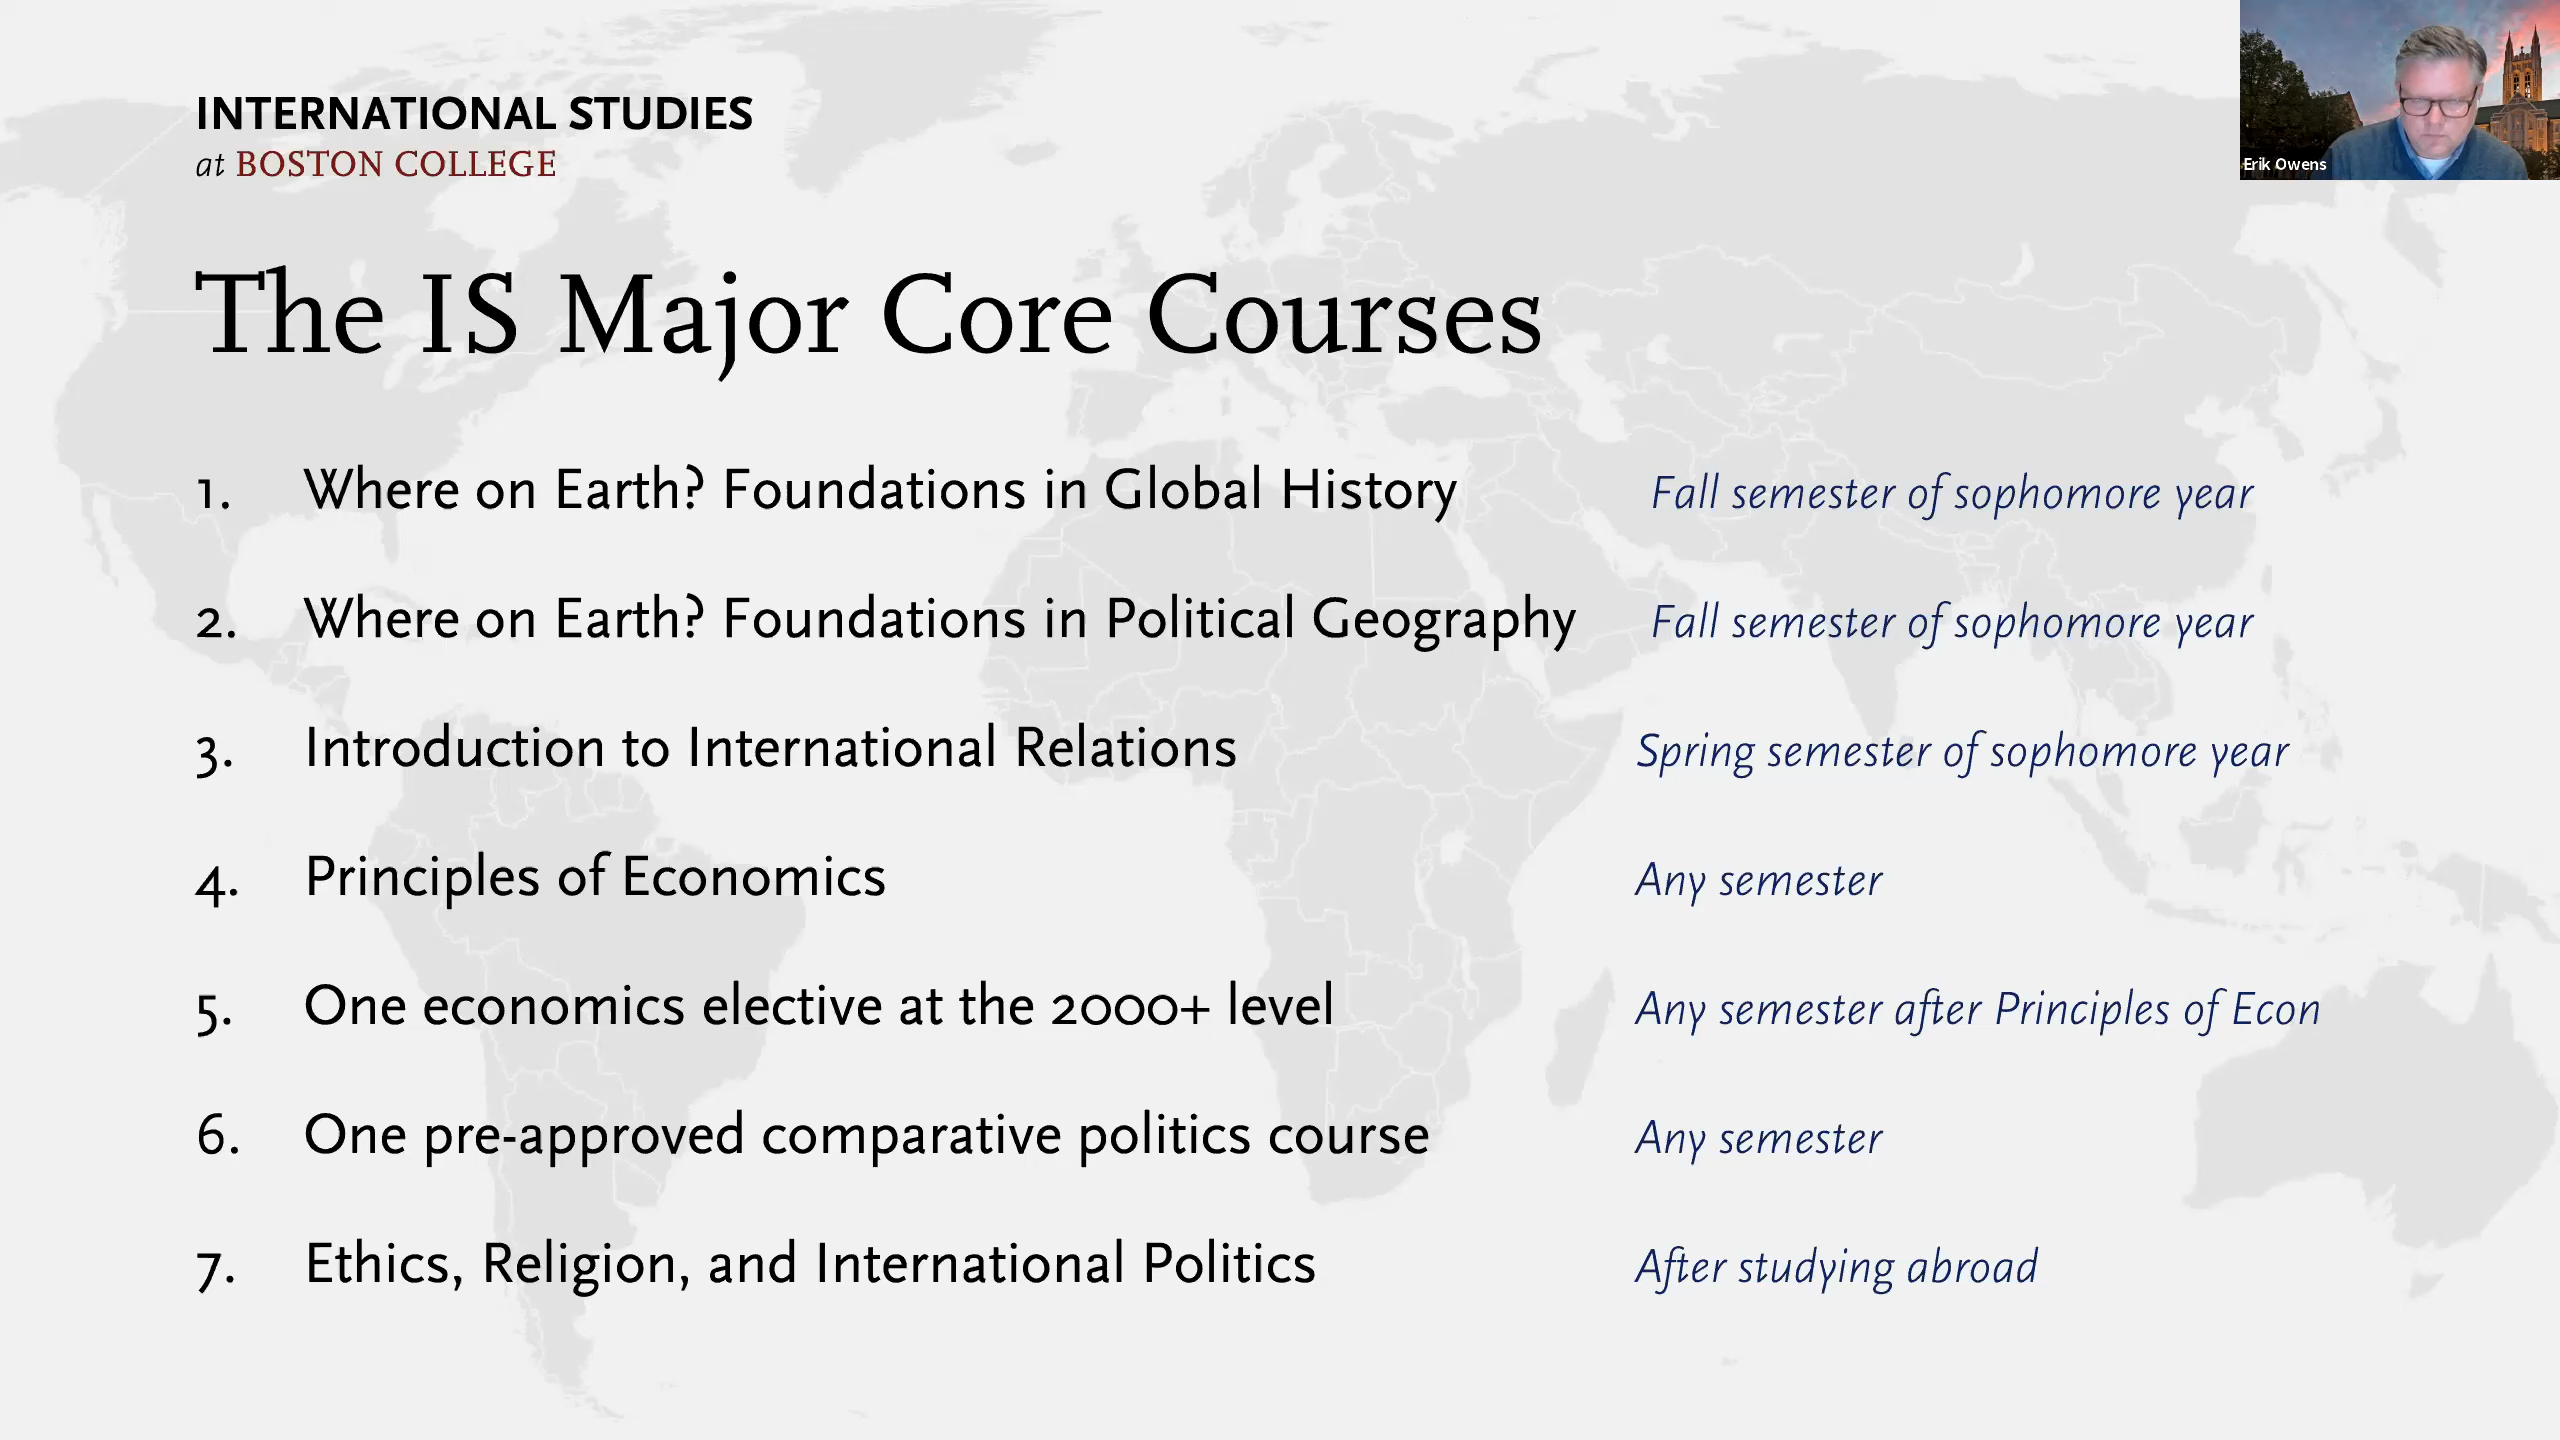 INTERNATIONAL STUDIES
at BOSTON COLLEGE
Erik Owens
The IS Major Core Courses
1. Where on Earth? Foundations in Global History Fall semester of sophomore year
2. Where on Earth? Foundations in Political Geography Fall semester of sophomore year
3. Introduction to International Relations Spring semester of sophomore year
4. Principles of Economics Any semester
5. One economics elective at the 2000+ level Any semester after Principles of Econ
6. One pre-approved comparative politics course Any semester
7. Ethics, Religion, and International Politics After studying abroad